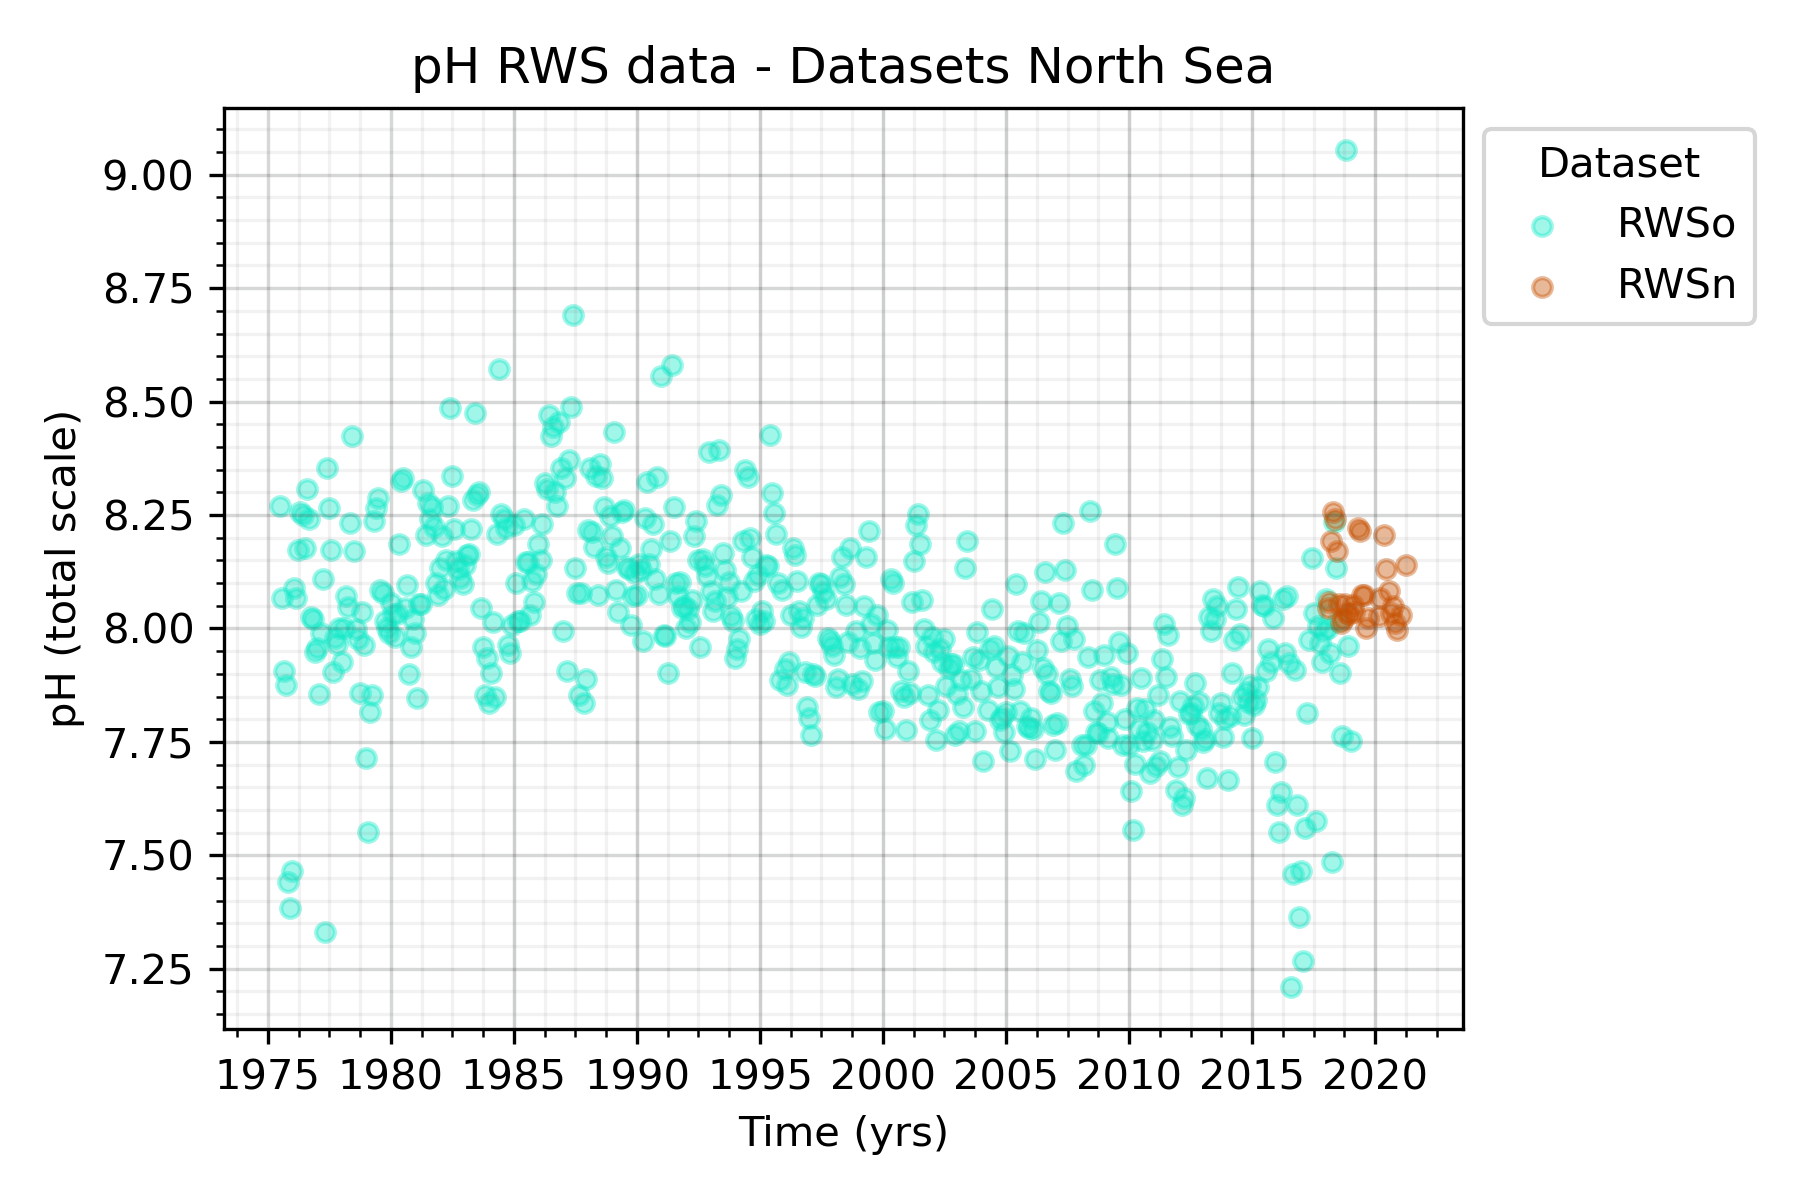 pH RWS data - Datasets North Sea
Dataset
RWSo
RWSn
pH (total scale)
9.00
8.75
8.50
8.25
8.00
7.75
7.50
7.25
1975 1980 1985 1990 1995 2000 2005 2010 2015 2020
Time (yrs)